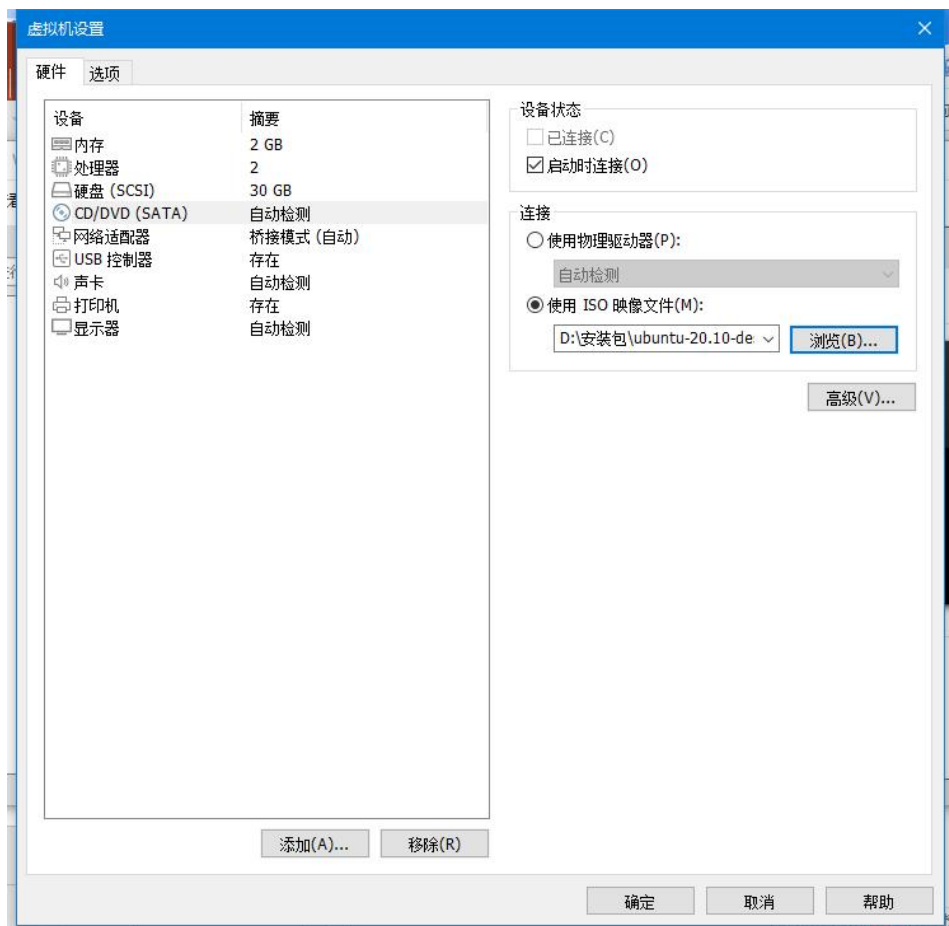 虚拟机设置
硬件 选项
设备 摘要
内存 2 GB
处理器 2
硬盘 (SCSI) 30 GB
CD/DVD (SATA) 自动检测
网络适配器 桥接模式 (自动)
USB 控制器 存在
声卡 自动检测
打印机 存在
显示器 自动检测
添加(A)... 移除(R)
设备状态
已连接(C)
启动时连接(O)
连接
使用物理驱动器(P):
自动检测
使用 ISO 映像文件(M):
D:\安装包\ubuntu-20.10-de 浏览(B)...
高级(V)...
确定 取消 帮助